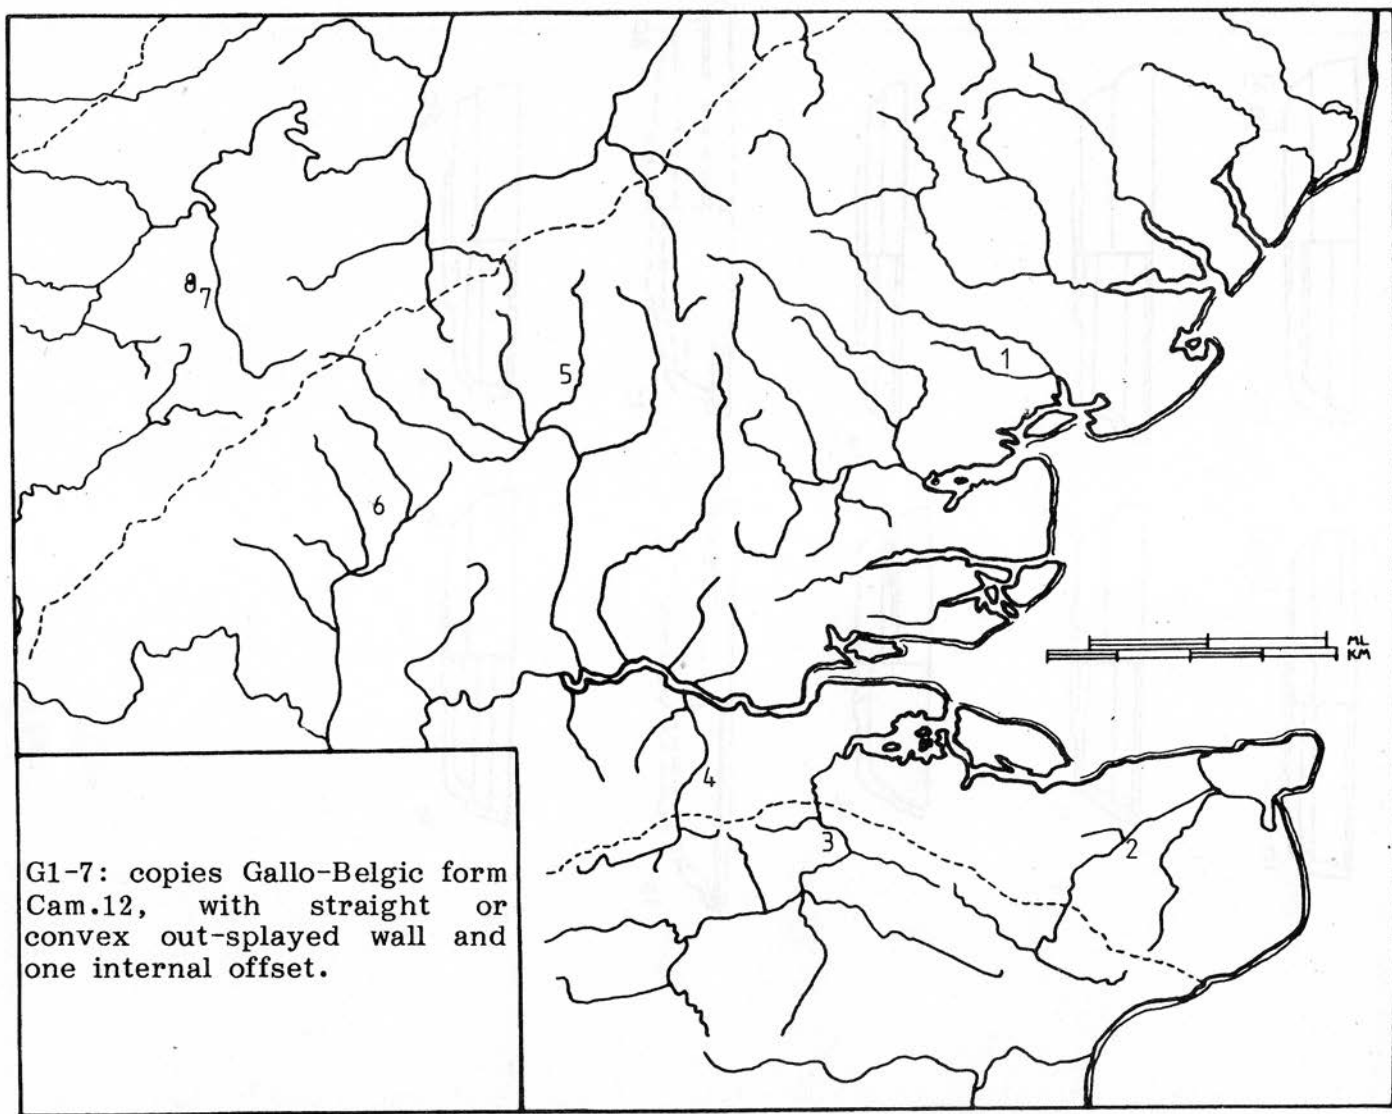 8
7
5
1
6
ML
KM
4
3
2
G1-7: copies Gallo-Belgic form
Cam.12, with straight or
convex out-splayed wall and
one internal offset.